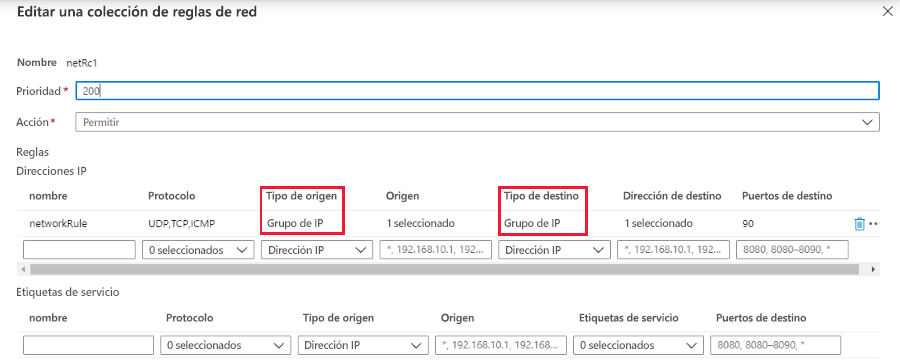 Editar una colección de reglas de red
Nombre netRc1
Prioridad * 200
Acción * Permitir
Reglas
Direcciones IP
nombre Protocolo Tipo de origen Origen Tipo de destino Dirección de destino Puertos de destino
networkRule UDP,TCP,ICMP Grupo de IP 1 seleccionado Grupo de IP 1 seleccionado 90
0 seleccionados Dirección IP *, 192.168.10.1, 192... Dirección IP *, 192.168.10.1, 192... 8080, 8080–8090, *
Etiquetas de servicio
nombre Protocolo Tipo de origen Origen Etiquetas de servicio Puertos de destino
0 seleccionados Dirección IP *, 192.168.10.1, 192.168... 0 seleccionados 8080, 8080–8090, *